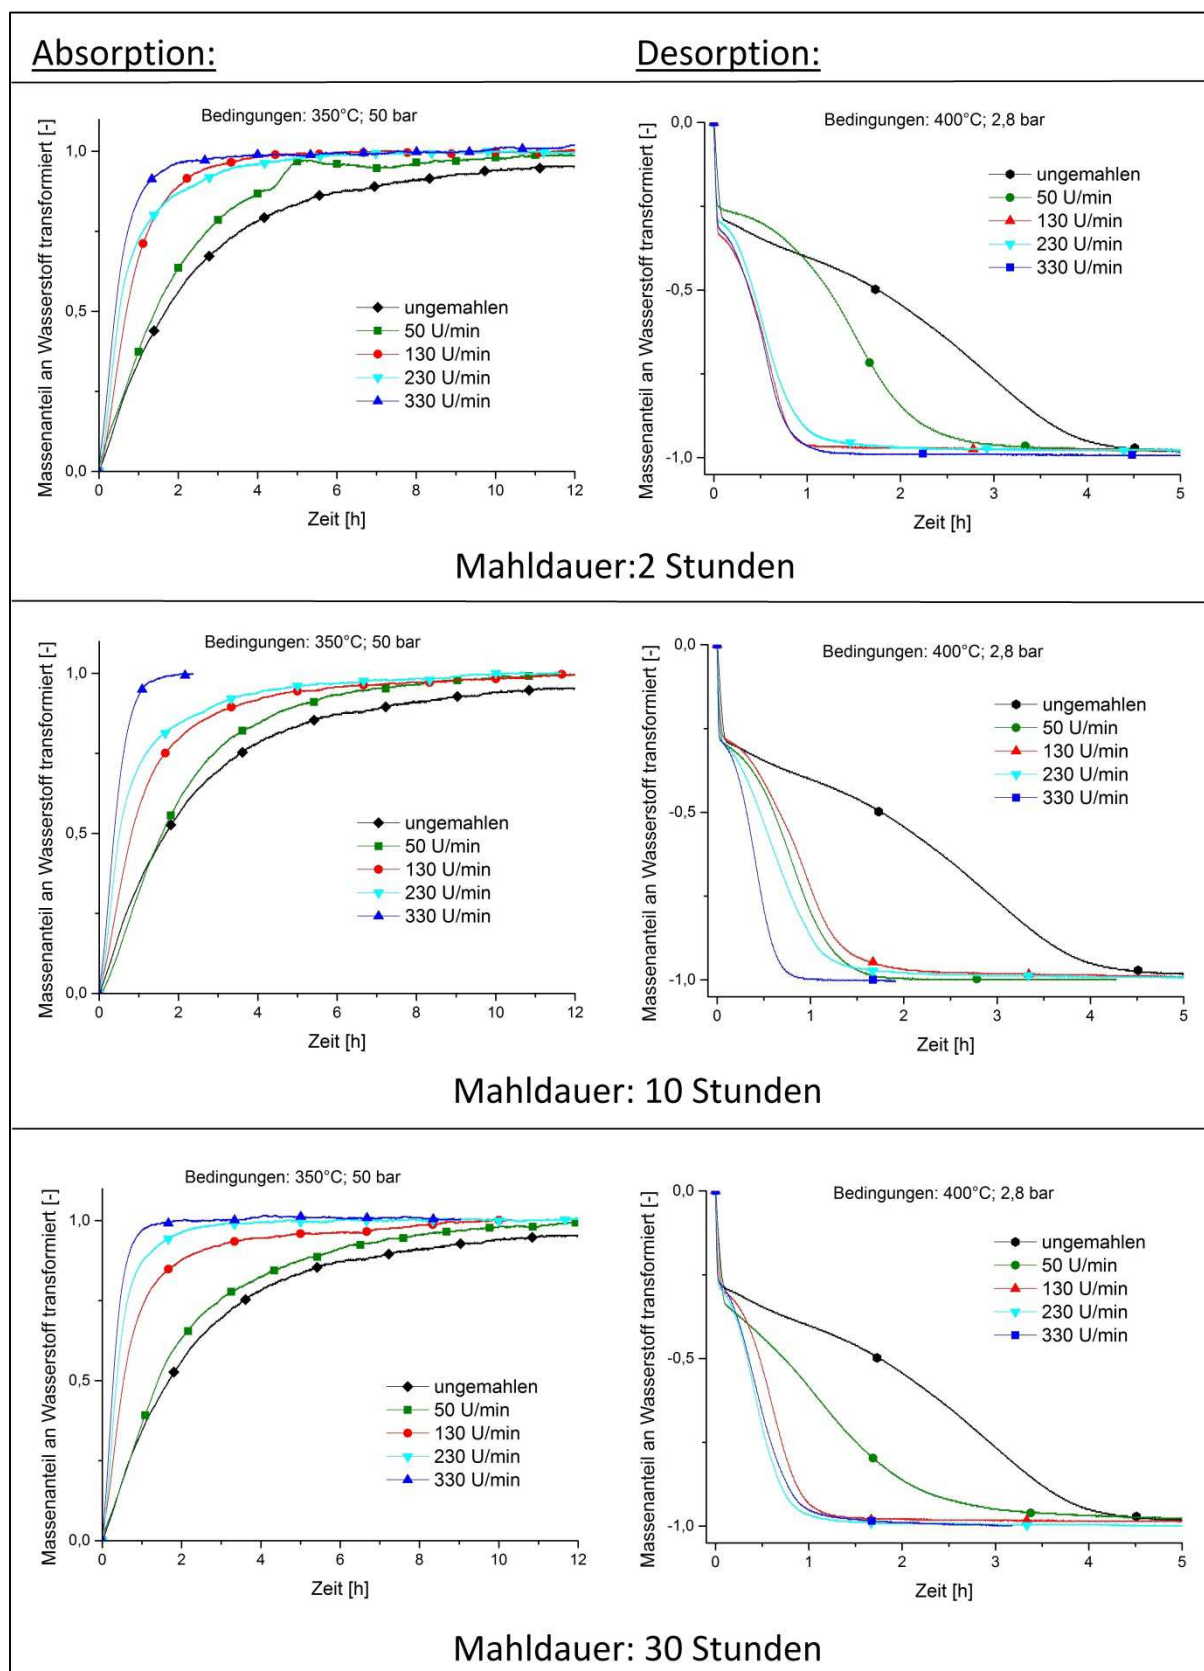 Absorption:
Desorption:
Bedingungen: 350°C; 50 bar
Massenanteil an Wasserstoff transformiert [-]
1,0
0,5
0,0
0 2 4 6 8 10 12
Zeit [h]
ungemahlen
50 U/min
130 U/min
230 U/min
330 U/min
Bedingungen: 400°C; 2,8 bar
Massenanteil an Wasserstoff transformiert [-]
0,0
-0,5
-1,0
0 1 2 3 4 5
Zeit [h]
ungemahlen
50 U/min
130 U/min
230 U/min
330 U/min
Mahldauer:2 Stunden
Bedingungen: 350°C; 50 bar
Massenanteil an Wasserstoff transformiert [-]
1,0
0,5
0,0
0 2 4 6 8 10 12
Zeit [h]
ungemahlen
50 U/min
130 U/min
230 U/min
330 U/min
Bedingungen: 400°C; 2,8 bar
Massenanteil an Wasserstoff transformiert [-]
0,0
-0,5
-1,0
0 1 2 3 4 5
Zeit [h]
ungemahlen
50 U/min
130 U/min
230 U/min
330 U/min
Mahldauer: 10 Stunden
Bedingungen: 350°C; 50 bar
Massenanteil an Wasserstoff transformiert [-]
1,0
0,5
0,0
0 2 4 6 8 10 12
Zeit [h]
ungemahlen
50 U/min
130 U/min
230 U/min
330 U/min
Bedingungen: 400°C; 2,8 bar
Massenanteil an Wasserstoff transformiert [-]
0,0
-0,5
-1,0
0 1 2 3 4 5
Zeit [h]
ungemahlen
50 U/min
130 U/min
230 U/min
330 U/min
Mahldauer: 30 Stunden